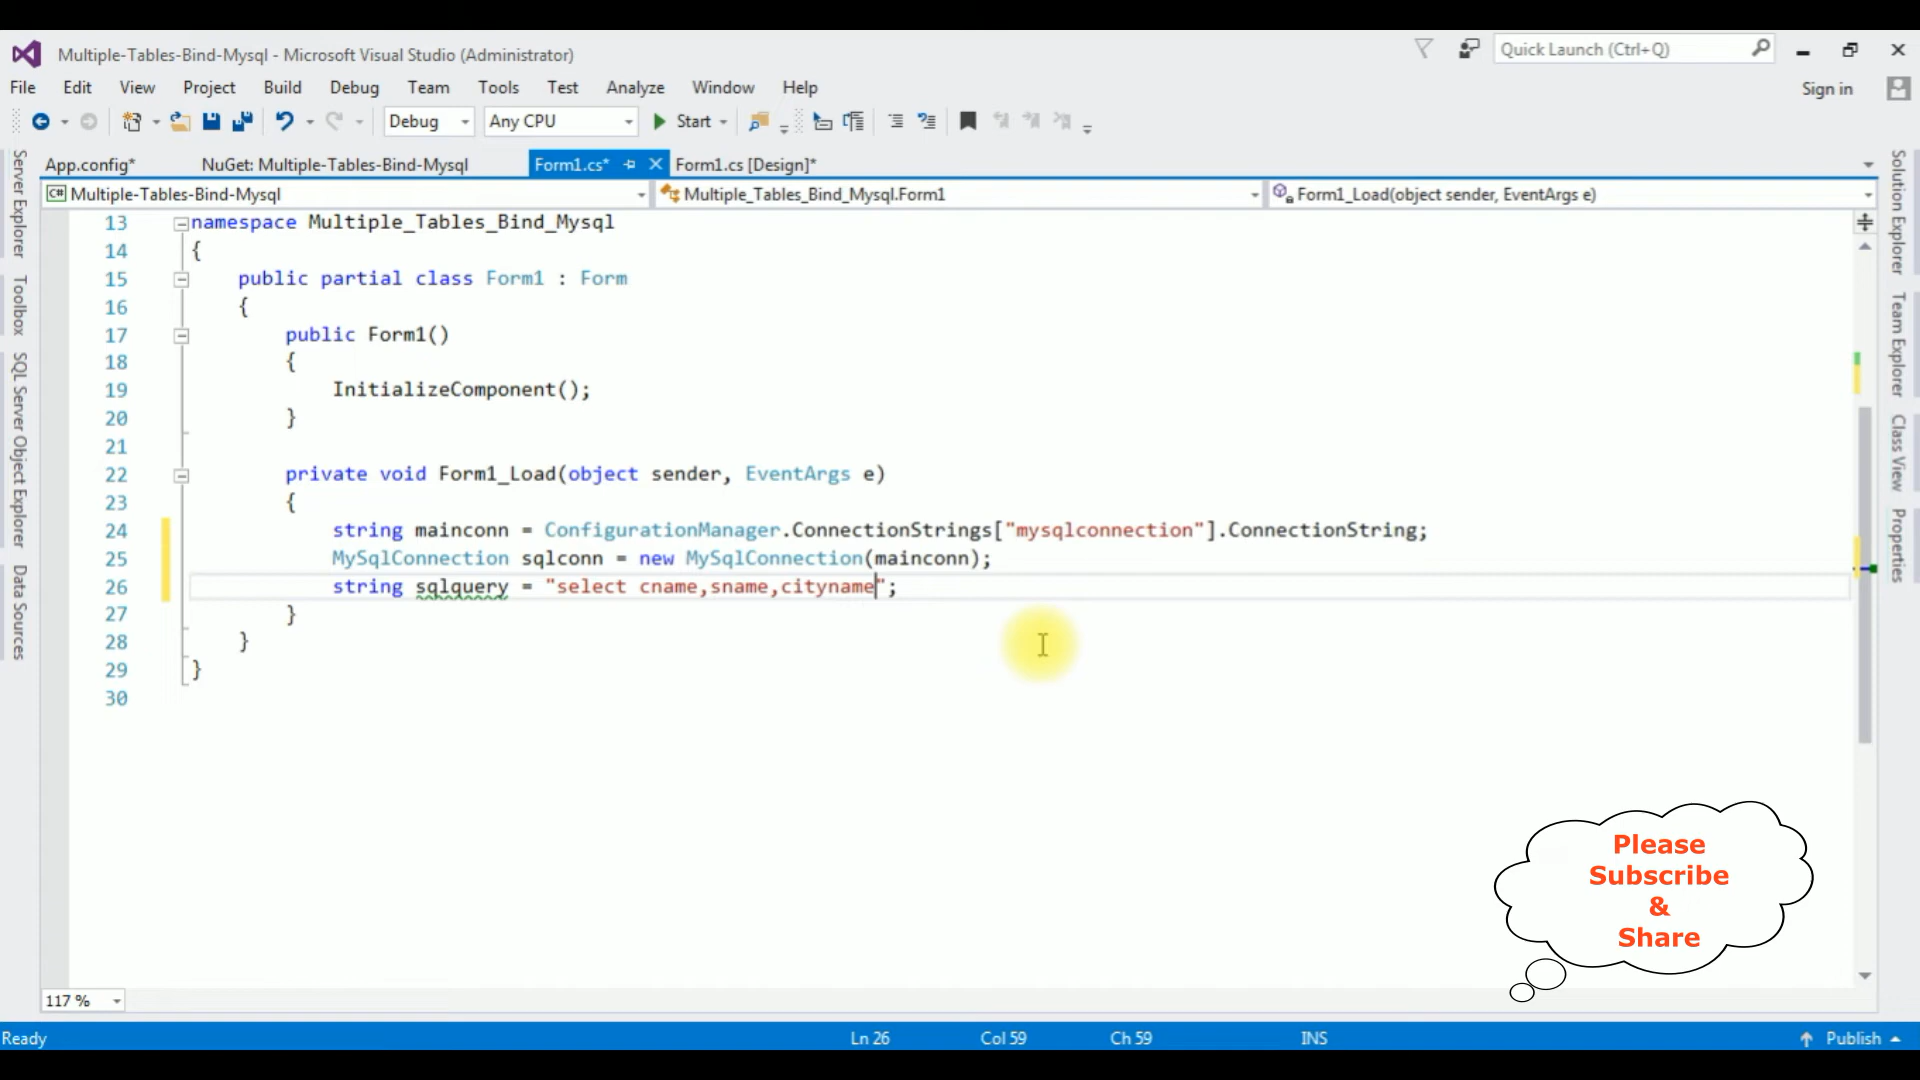 Multiple-Tables-Bind-Mysql - Microsoft Visual Studio (Administrator)
Quick Launch (Ctrl+Q)
File Edit View Project Build Debug Team Tools Test Analyze Window Help
Sign in
Debug Any CPU Start
App.config* NuGet: Multiple-Tables-Bind-Mysql Form1.cs* Form1.cs [Design]*
C# Multiple-Tables-Bind-Mysql Multiple_Tables_Bind_Mysql.Form1 Form1_Load(object sender, EventArgs e)
Server Explorer
Toolbox
SQL Server Object Explorer
Data Sources
13 namespace Multiple_Tables_Bind_Mysql
14 {
15 public partial class Form1 : Form
16 {
17 public Form1()
18 {
19 InitializeComponent();
20 }
21
22 private void Form1_Load(object sender, EventArgs e)
23 {
24 string mainconn = ConfigurationManager.ConnectionStrings["mysqlconnection"].ConnectionString;
25 MySqlConnection sqlconn = new MySqlConnection(mainconn);
26 string sqlquery = "select cname,sname,cityname";
27 }
28 }
29 }
30
Solution Explorer
Team Explorer
Class View
Properties
Please
Subscribe
&
Share
117 %
Ready Ln 26 Col 59 Ch 59 INS Publish